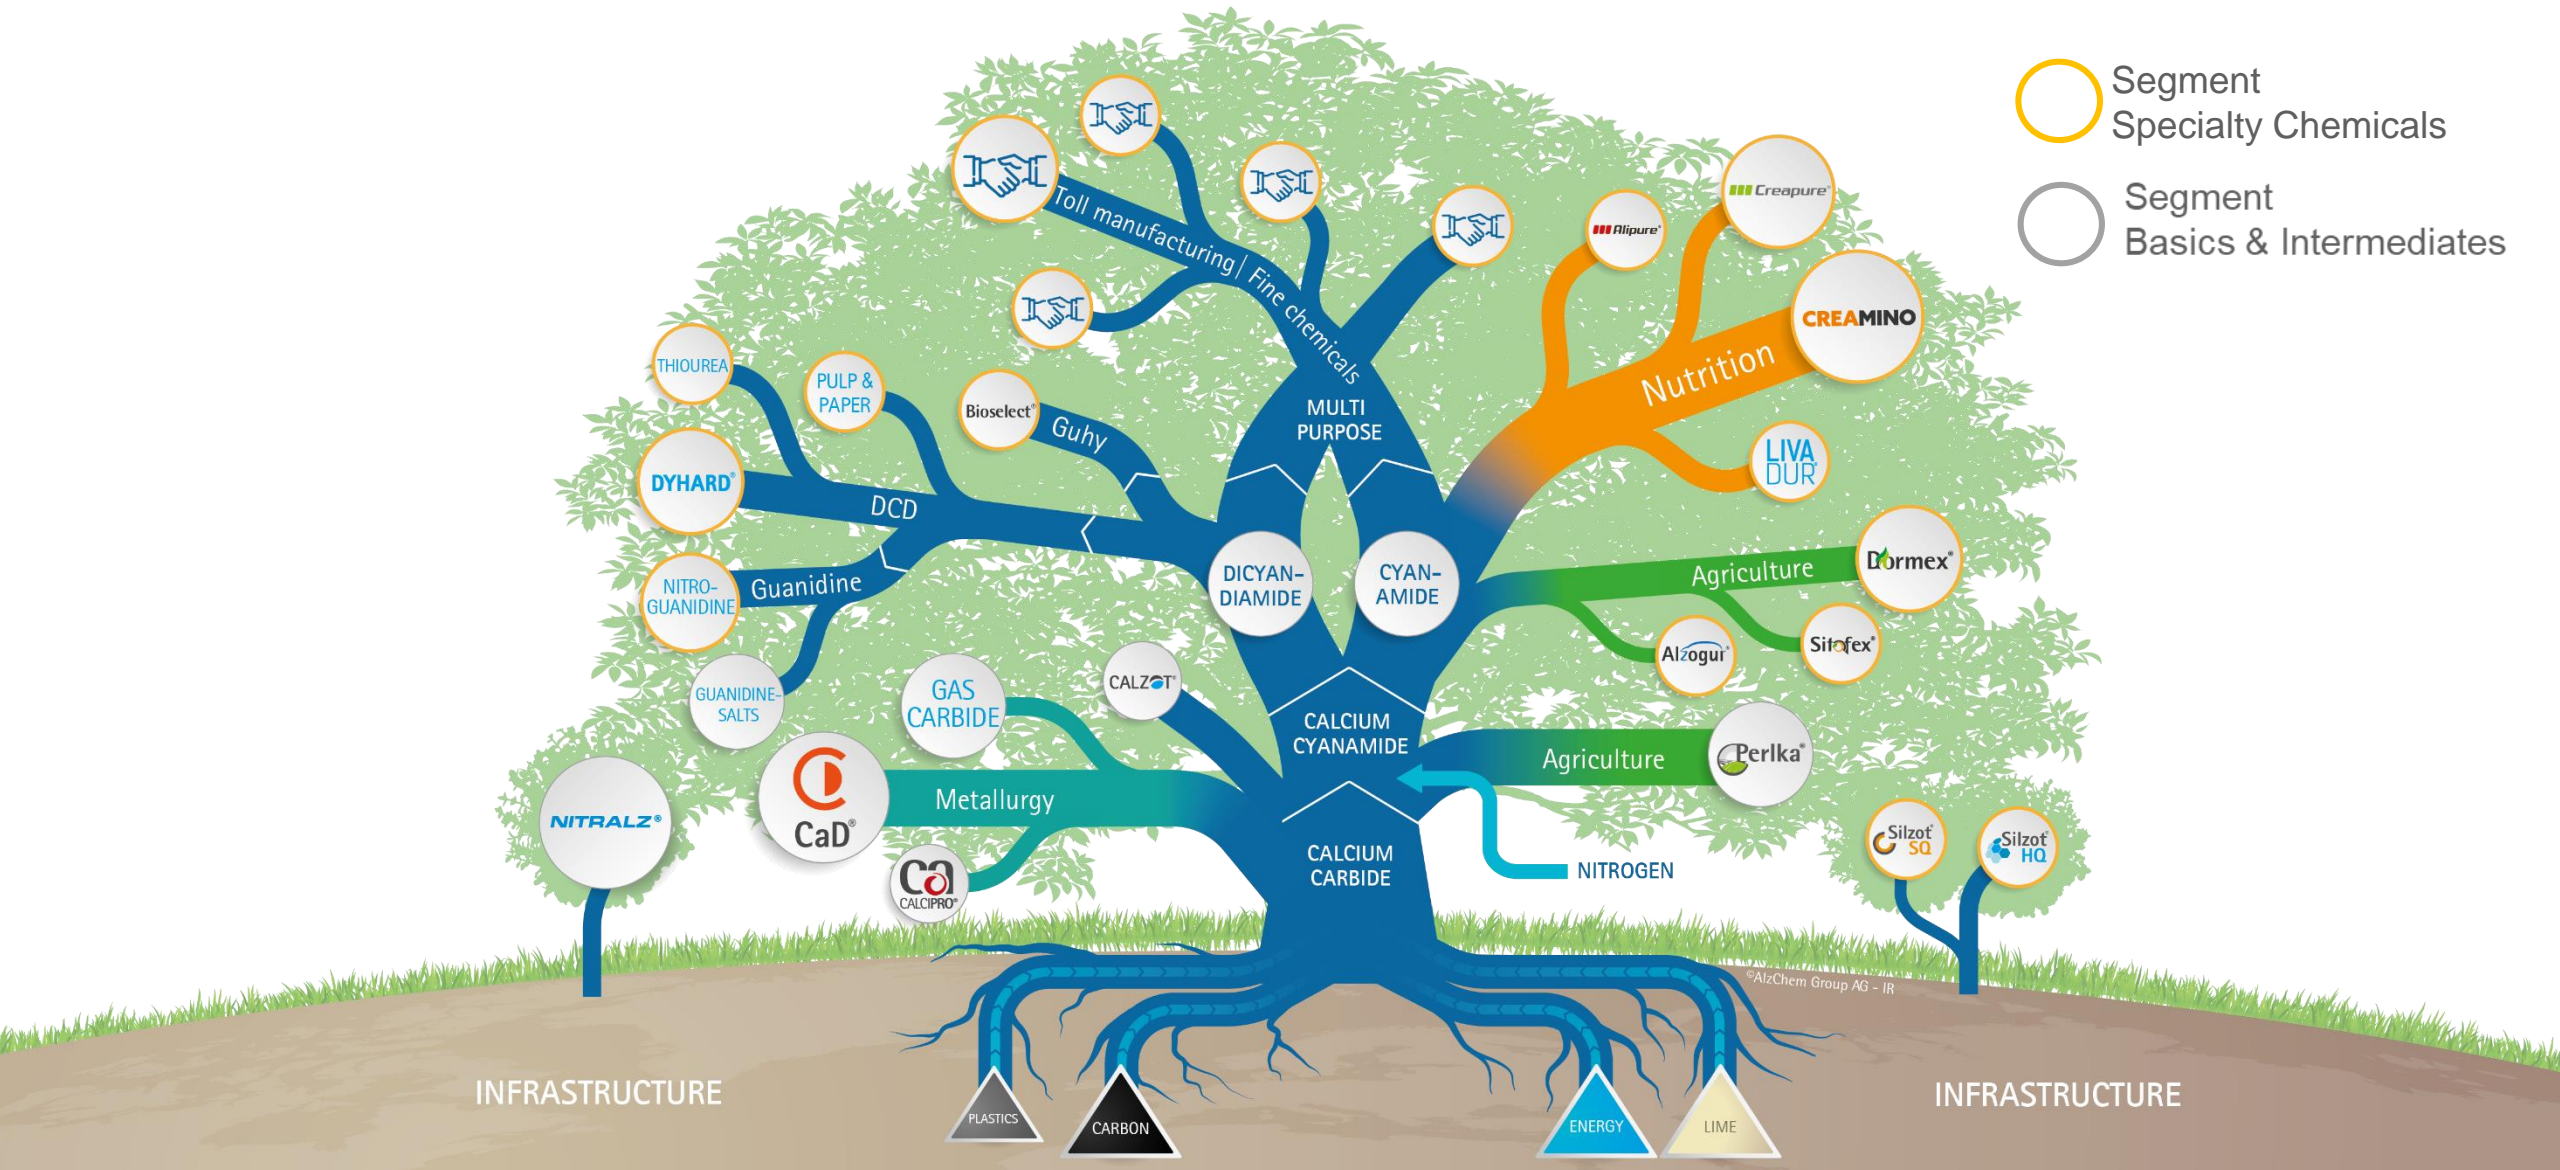 Segment
Specialty Chemicals
Segment
Basics & Intermediates
Toll manufacturing | Fine chemicals
Alipure®
Creapure®
CREAMINO
Nutrition
LIVA
DUR
THIOUREA
PULP &
PAPER
Bioselect®
Guhy
MULTI
PURPOSE
DYHARD®
DCD
NITRO-
GUANIDINE
Guanidine
DICYAN-
DIAMIDE
CYAN-
AMIDE
Agriculture
Dormex®
Alzogur®
Sitofex®
GUANIDINE-
SALTS
GAS
CARBIDE
CALZOT®
CALCIUM
CYANAMIDE
Agriculture
Perlka®
NITRALZ®
CaD®
Metallurgy
ca
CALCIPRO®
CALCIUM
CARBIDE
NITROGEN
Silzot®
SQ
Silzot®
HQ
©AlzChem Group AG - IR
INFRASTRUCTURE
INFRASTRUCTURE
PLASTICS
CARBON
ENERGY
LIME